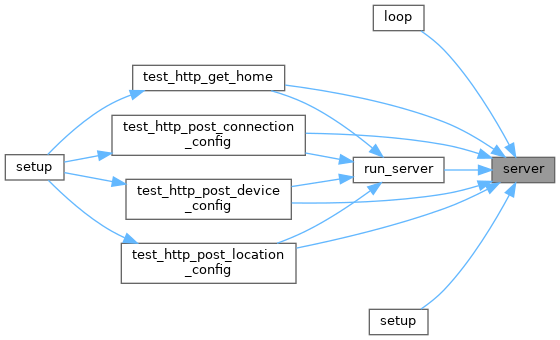 loop
test_http_get_home
test_http_post_connection
_config
setup
run_server
server
test_http_post_device
_config
test_http_post_location
_config
setup